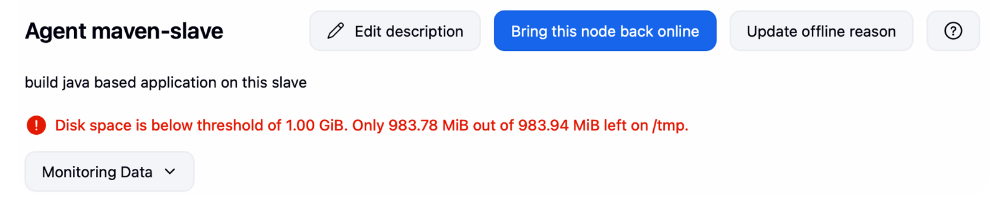 Agent maven-slave
Edit description
Bring this node back online
Update offline reason
?
build java based application on this slave
! Disk space is below threshold of 1.00 GiB. Only 983.78 MiB out of 983.94 MiB left on /tmp.
Monitoring Data